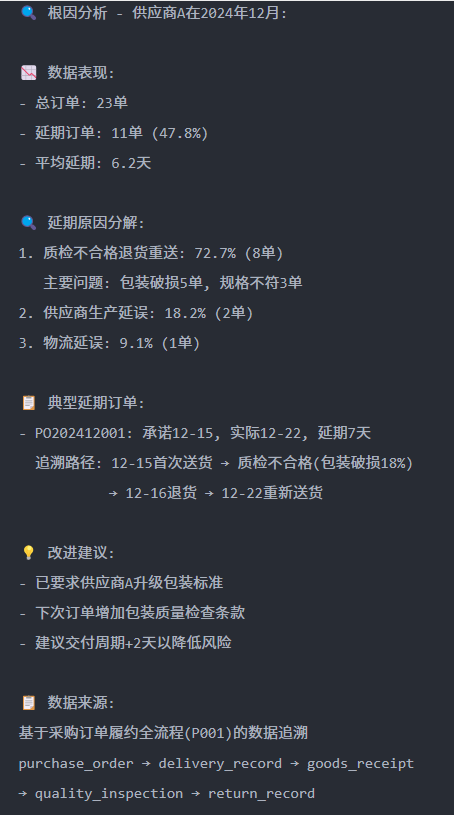 🔍 根因分析 - 供应商A在2024年12月:
📉 数据表现:
- 总订单: 23单
- 延期订单: 11单 (47.8%)
- 平均延期: 6.2天
🔍 延期原因分解:
1. 质检不合格退货重送: 72.7% (8单)
主要问题: 包装破损5单, 规格不符3单
2. 供应商生产延误: 18.2% (2单)
3. 物流延误: 9.1% (1单)
📋 典型延期订单:
- PO202412001: 承诺12-15, 实际12-22, 延期7天
追溯路径: 12-15首次送货 → 质检不合格(包装破损18%)
→ 12-16退货 → 12-22重新送货
💡 改进建议:
- 已要求供应商A升级包装标准
- 下次订单增加包装质量检查条款
- 建议交付周期+2天以降低风险
📋 数据来源:
基于采购订单履约全流程(P001)的数据追溯
purchase_order → delivery_record → goods_receipt
→ quality_inspection → return_record